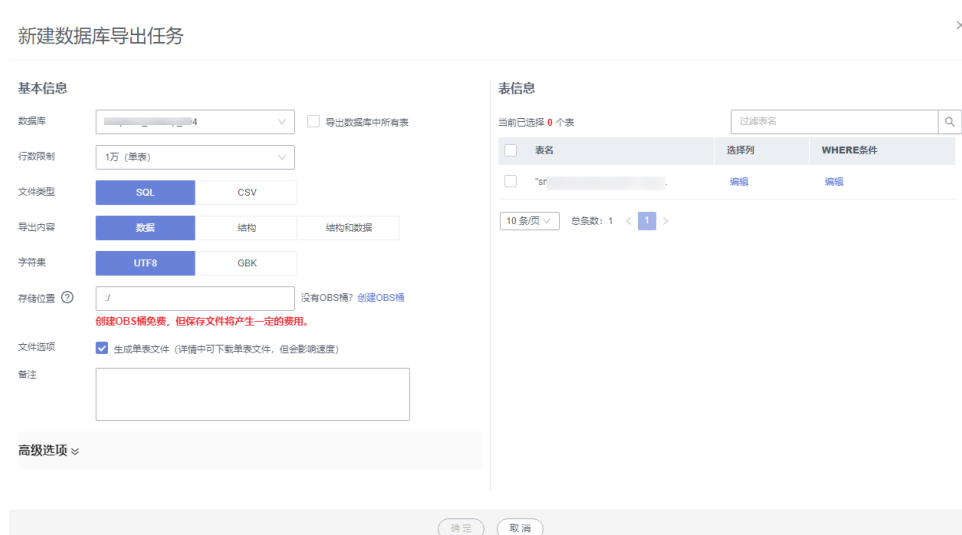 新建数据库导出任务
基本信息
数据库
4
导出数据库中所有表
行数限制
1万 (单表)
文件类型
SQL
CSV
导出内容
数据
结构
结构和数据
字符集
UTF8
GBK
存储位置 ?
:/
没有OBS桶? 创建OBS桶
创建OBS桶免费,但保存文件将产生一定的费用。
文件选项
生成单表文件 (详情中可下载单表文件,但会影响速度)
备注
高级选项
表信息
当前已选择 0 个表
过滤表名
表名
选择列
WHERE条件
"sr
编辑
编辑
10 条/页
总条数: 1 < 1 >
确定
取消